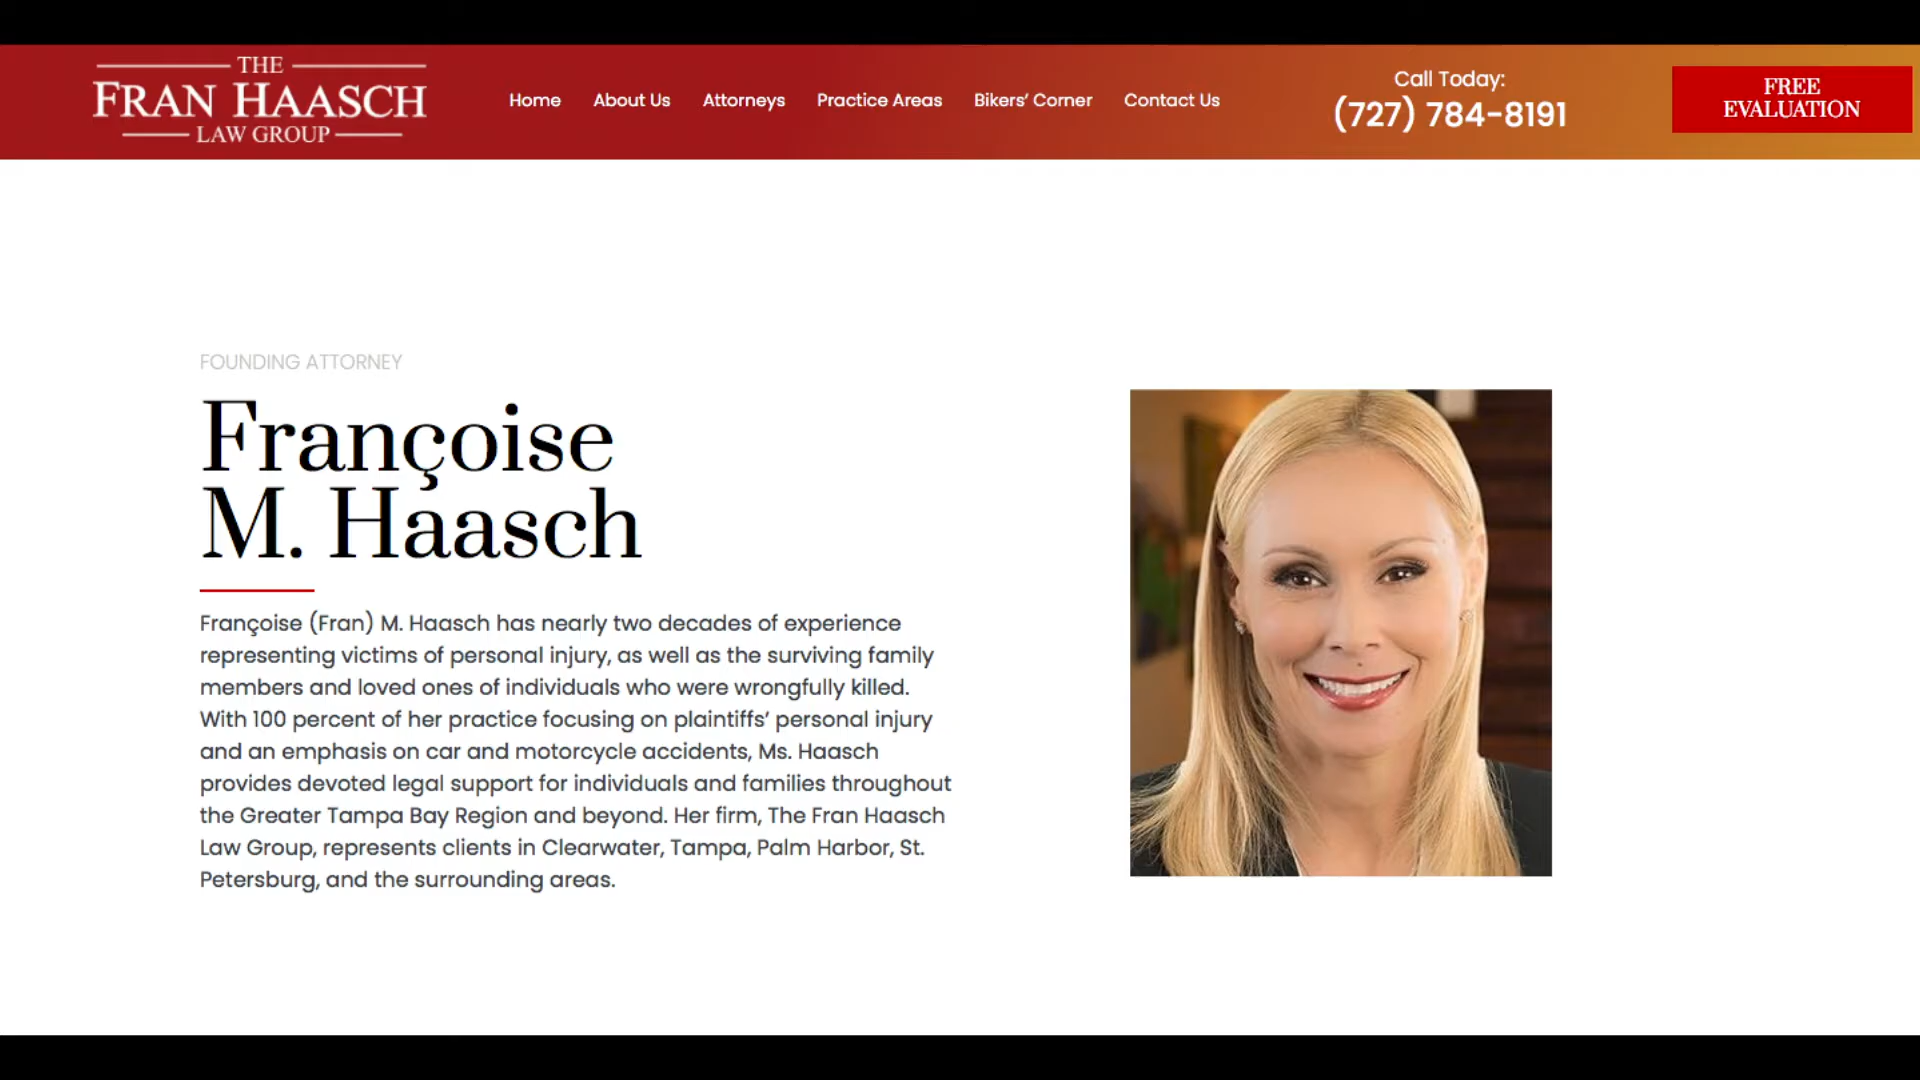 THE
FRAN HAASCH
LAW GROUP
Home About Us Attorneys Practice Areas Bikers' Corner Contact Us
Call Today:
(727) 784-8191
FREE
EVALUATION
FOUNDING ATTORNEY
Françoise
M. Haasch
Françoise (Fran) M. Haasch has nearly two decades of experience
representing victims of personal injury, as well as the surviving family
members and loved ones of individuals who were wrongfully killed.
With 100 percent of her practice focusing on plaintiffs' personal injury
and an emphasis on car and motorcycle accidents, Ms. Haasch
provides devoted legal support for individuals and families throughout
the Greater Tampa Bay Region and beyond. Her firm, The Fran Haasch
Law Group, represents clients in Clearwater, Tampa, Palm Harbor, St.
Petersburg, and the surrounding areas.